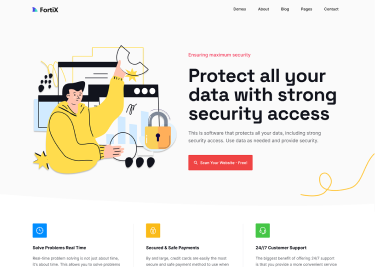 FortiX
Demos About Blog Pages Contact
Ensuring maximum security
Protect all your
data with strong
security access
This is software that protects all your data, including strong
security access. Use data as needed and provide security.
Scan Your Website - Free!
Solve Problems Real Time
Real-time problem solving is not just about time,
it's about time. This allows you to solve problems
Secured & Safe Payments
By and large, credit cards are easily the most
secure and safe payment method to use when
24/7 Customer Support
The biggest benefit of offering 24/7 support
is that you provide a more convenient service